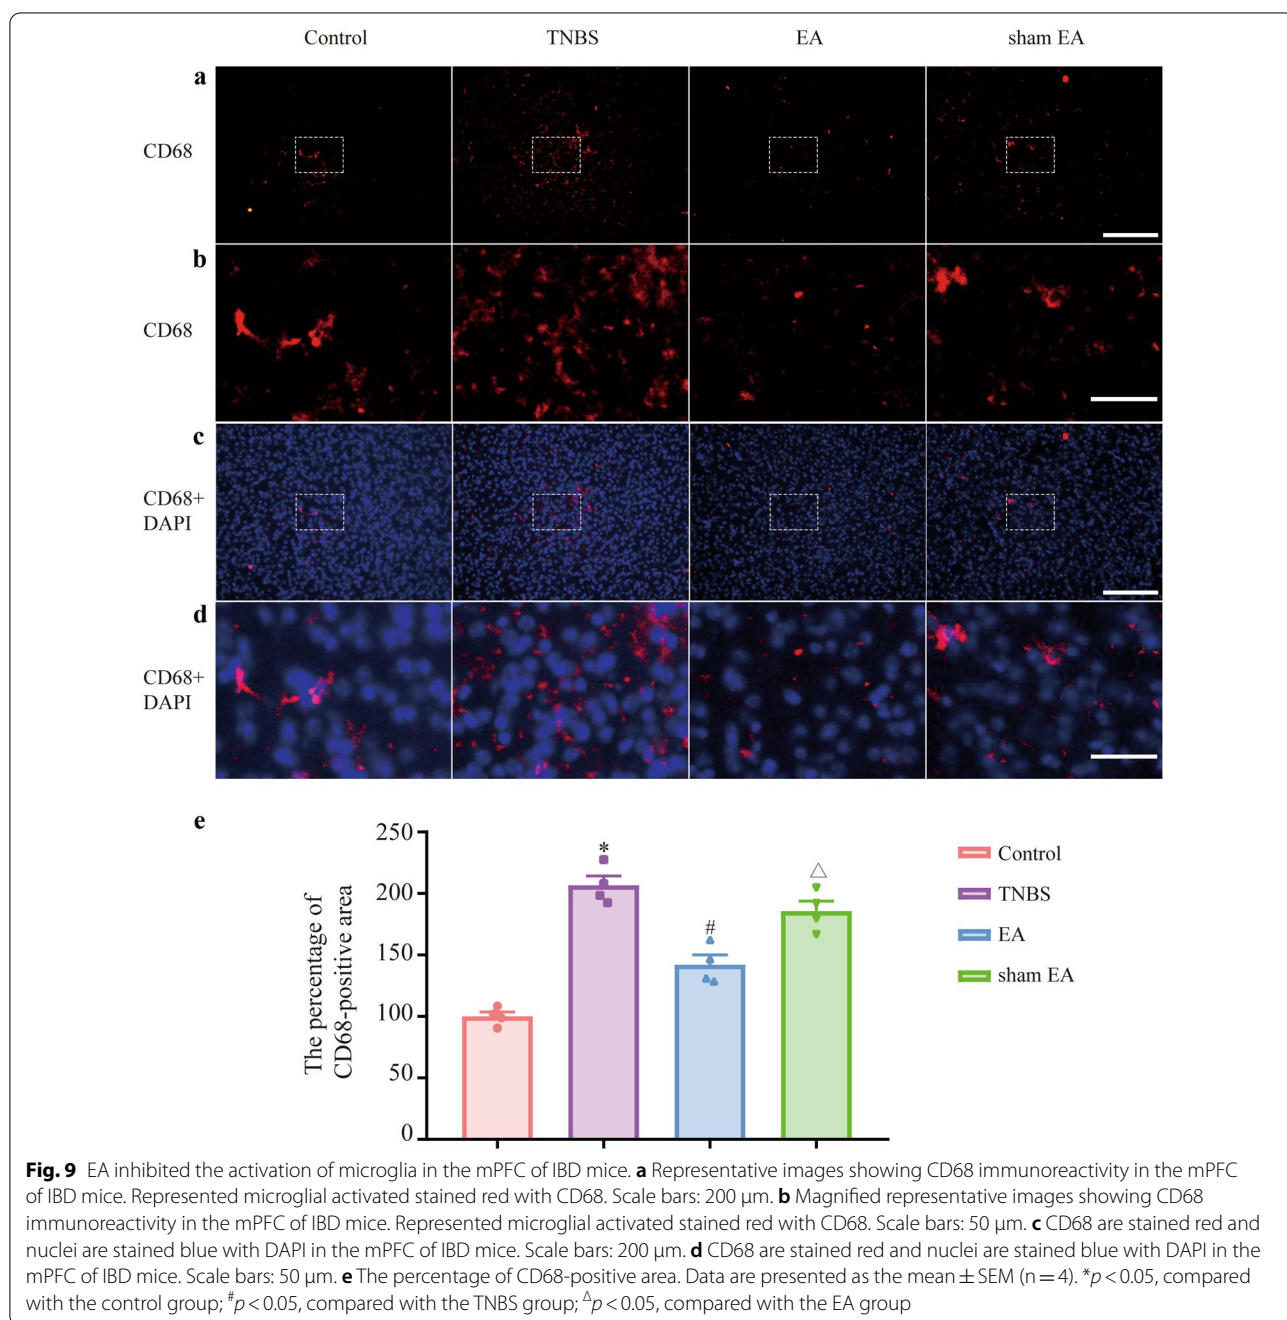 Control TNBS EA sham EA
a
CD68
b
CD68
c
CD68+
DAPI
d
CD68+
DAPI
e
The percentage of
CD68-positive area
250
200
150
100
50
0
*
#
△
Control
TNBS
EA
sham EA
Fig. 9 EA inhibited the activation of microglia in the mPFC of IBD mice. a Representative images showing CD68 immunoreactivity in the mPFC
of IBD mice. Represented microglial activated stained red with CD68. Scale bars: 200 μm. b Magnified representative images showing CD68
immunoreactivity in the mPFC of IBD mice. Represented microglial activated stained red with CD68. Scale bars: 50 μm. c CD68 are stained red and
nuclei are stained blue with DAPI in the mPFC of IBD mice. Scale bars: 200 μm. d CD68 are stained red and nuclei are stained blue with DAPI in the
mPFC of IBD mice. Scale bars: 50 μm. e The percentage of CD68-positive area. Data are presented as the mean ± SEM (n = 4). *p < 0.05, compared
with the control group; #p < 0.05, compared with the TNBS group; △p < 0.05, compared with the EA group